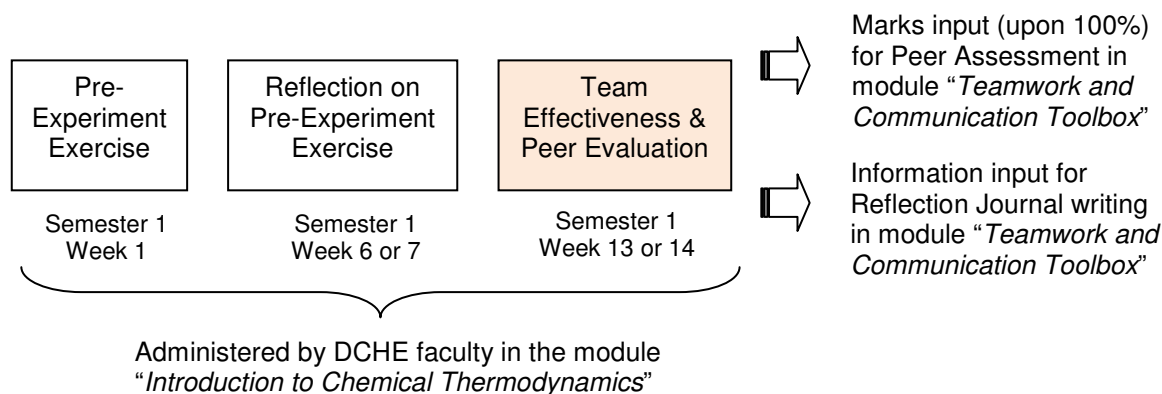 Pre-
Experiment
Exercise
Semester 1
Week 1
Reflection on
Pre-Experiment
Exercise
Semester 1
Week 6 or 7
Team
Effectiveness &
Peer Evaluation
Semester 1
Week 13 or 14
Marks input (upon 100%)
for Peer Assessment in
module “Teamwork and
Communication Toolbox”
Information input for
Reflection Journal writing
in module “Teamwork and
Communication Toolbox”
Administered by DCHE faculty in the module
“Introduction to Chemical Thermodynamics”